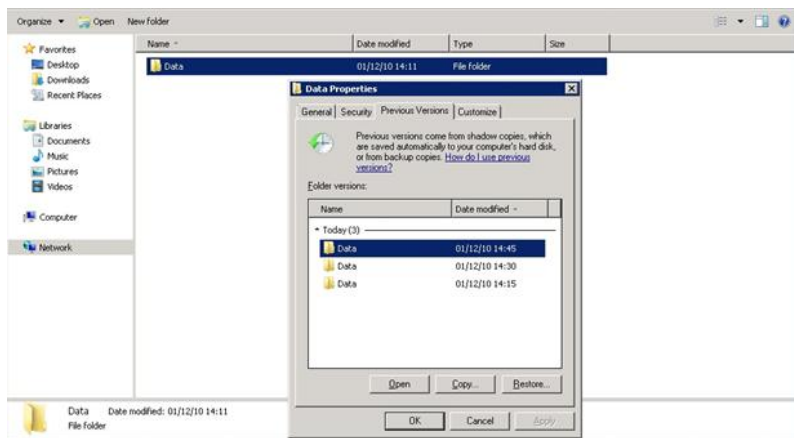 Organize Open New folder
Favorites
Desktop
Downloads
Recent Places
Libraries
Documents
Music
Pictures
Videos
Computer
Network
Name Date modified Type Size
Data 01/12/10 14:11 File folder
Data Properties
General Security Previous Versions Customize
Previous versions come from shadow copies, which
are saved automatically to your computer's hard disk,
or from backup copies. How do I use previous
versions?
Folder versions:
Name Date modified
Today (3)
Data 01/12/10 14:45
Data 01/12/10 14:30
Data 01/12/10 14:15
Open Copy... Restore...
OK Cancel Apply
Data Date modified: 01/12/10 14:11
File folder